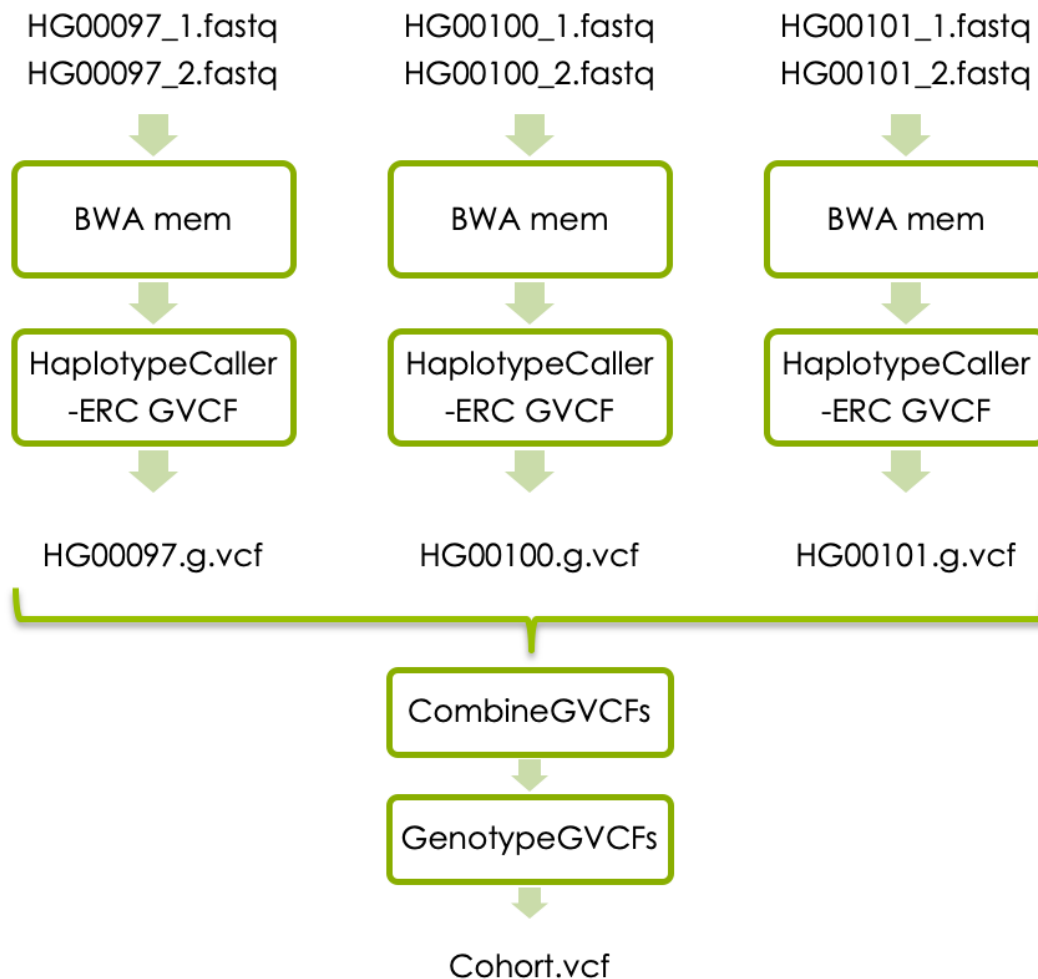 HG00097_1.fastq
HG00097_2.fastq
HG00100_1.fastq
HG00100_2.fastq
HG00101_1.fastq
HG00101_2.fastq
BWA mem
BWA mem
BWA mem
HaplotypeCaller
-ERC GVCF
HaplotypeCaller
-ERC GVCF
HaplotypeCaller
-ERC GVCF
HG00097.g.vcf
HG00100.g.vcf
HG00101.g.vcf
CombineGVCFs
GenotypeGVCFs
Cohort.vcf